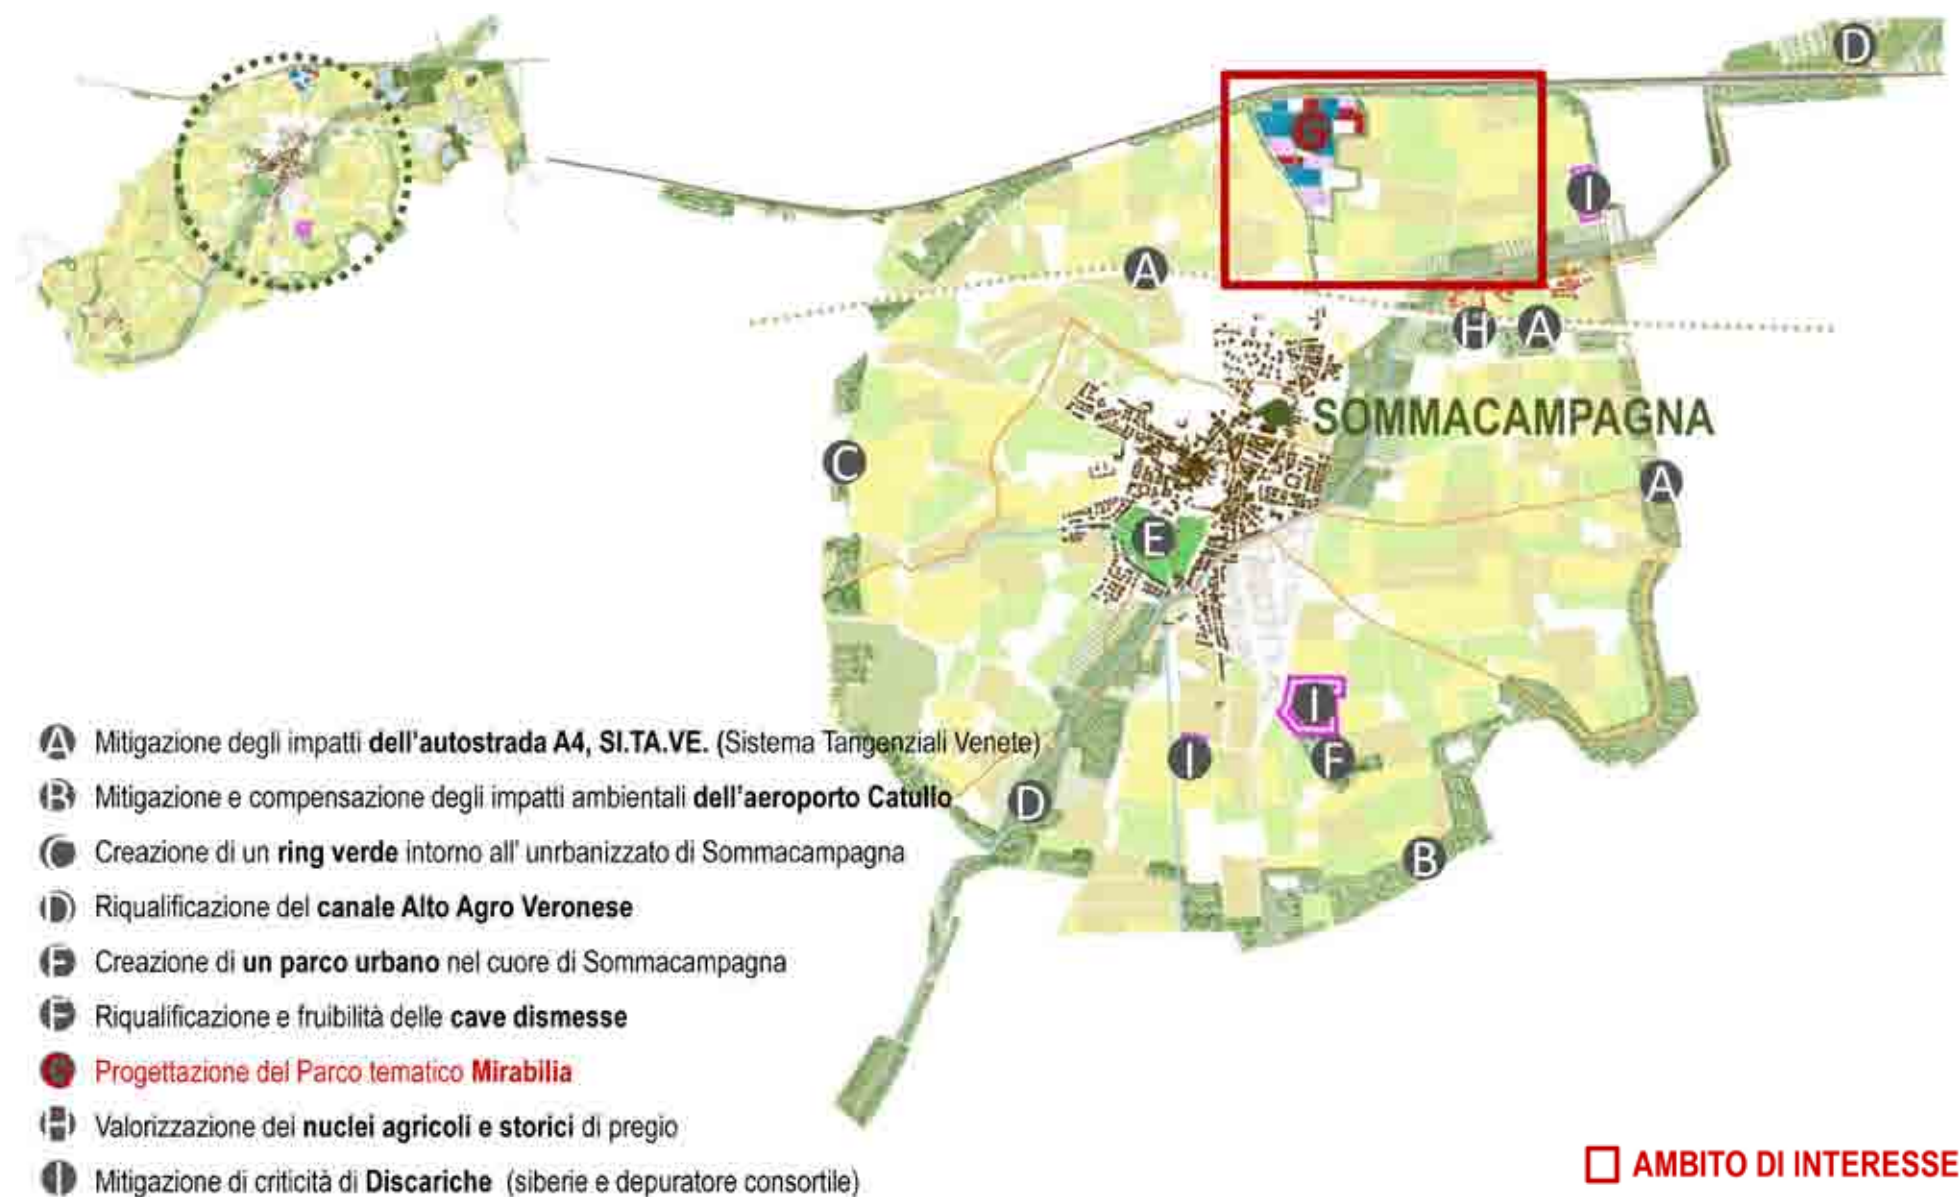 D
G
I
A
H A
SOMMACAMPAGNA
C
A
E
I
I
F
D
B
A Mitigazione degli impatti dell'autostrada A4, SI.TA.VE. (Sistema Tangenziali Venete)
B Mitigazione e compensazione degli impatti ambientali dell'aeroporto Catullo
C Creazione di un ring verde intorno all' unrbanizzato di Sommacampagna
D Riqualificazione del canale Alto Agro Veronese
E Creazione di un parco urbano nel cuore di Sommacampagna
F Riqualificazione e fruibilità delle cave dismesse
G Progettazione del Parco tematico Mirabilia
H Valorizzazione dei nuclei agricoli e storici di pregio
I Mitigazione di criticità di Discariche (siberie e depuratore consortile)
AMBITO DI INTERESSE